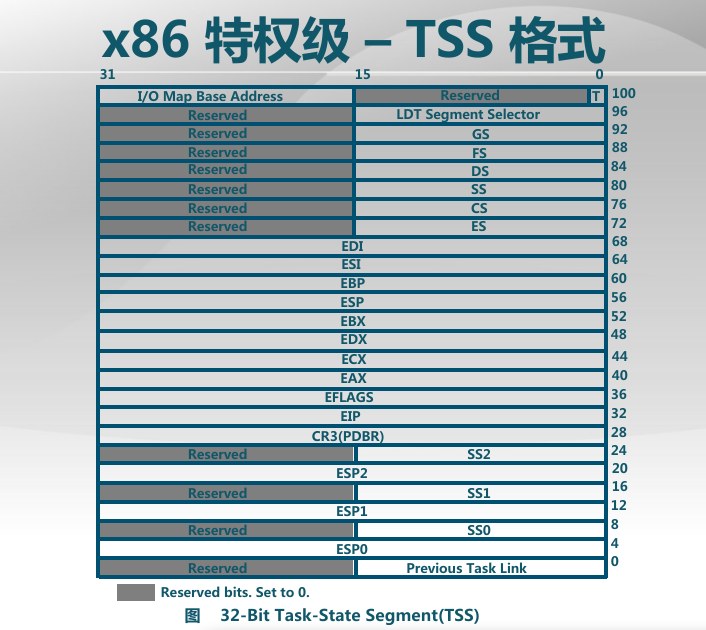 x86 特权级 – TSS 格式
31 15 0
I/O Map Base Address Reserved T 100
Reserved LDT Segment Selector 96
Reserved GS 92
Reserved FS 88
Reserved DS 84
Reserved SS 80
Reserved CS 76
Reserved ES 72
EDI 68
ESI 64
EBP 60
ESP 56
EBX 52
EDX 48
ECX 44
EAX 40
EFLAGS 36
EIP 32
CR3(PDBR) 28
Reserved SS2 24
ESP2 20
Reserved SS1 16
ESP1 12
Reserved SS0 8
ESP0 4
Reserved Previous Task Link 0
Reserved bits. Set to 0.
图 32-Bit Task-State Segment(TSS)